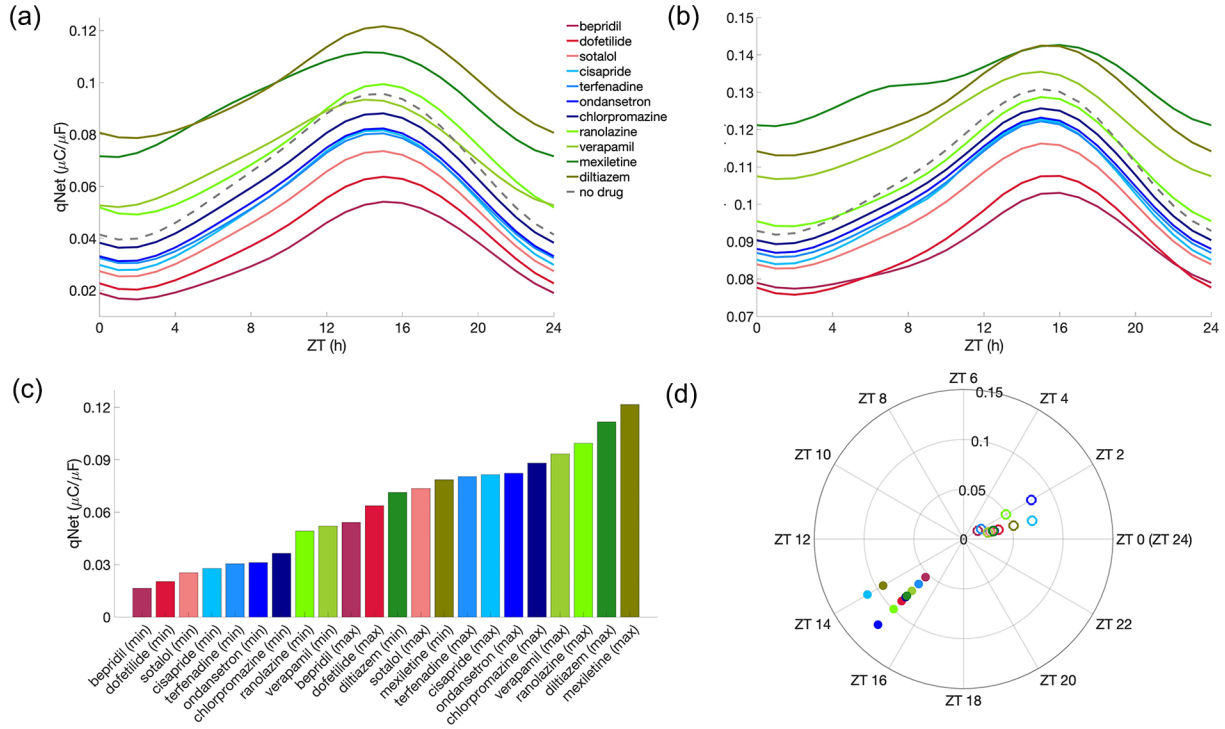 (a)
0.12
0.1
0.08
0.06
0.04
0.02
qNet (μC/μF)
0 4 8 12 16 20 24
ZT (h)
bepridil
dofetilide
sotalol
cisapride
terfenadine
ondansetron
chlorpromazine
ranolazine
verapamil
mexiletine
diltiazem
no drug
(b)
0.15
0.14
0.13
0.12
0.11
0.1
0.09
0.08
0.07
0 4 8 12 16 20 24
ZT (h)
(c)
0.12
0.09
0.06
0.03
0
qNet (μC/μF)
bepridil (min)
dofetilide (min)
sotalol (min)
cisapride (min)
terfenadine (min)
ondansetron (min)
chlorpromazine (min)
ranolazine (min)
verapamil (min)
bepridil (max)
dofetilide (max)
diltiazem (min)
sotalol (max)
mexiletine (min)
terfenadine (max)
cisapride (max)
ondansetron (max)
chlorpromazine (max)
verapamil (max)
ranolazine (max)
diltiazem (max)
mexiletine (max)
(d)
ZT 6
0.15
ZT 8
ZT 4
0.1
ZT 10
ZT 2
0.05
ZT 12
0
ZT 0 (ZT 24)
ZT 14
ZT 22
ZT 16
ZT 20
ZT 18